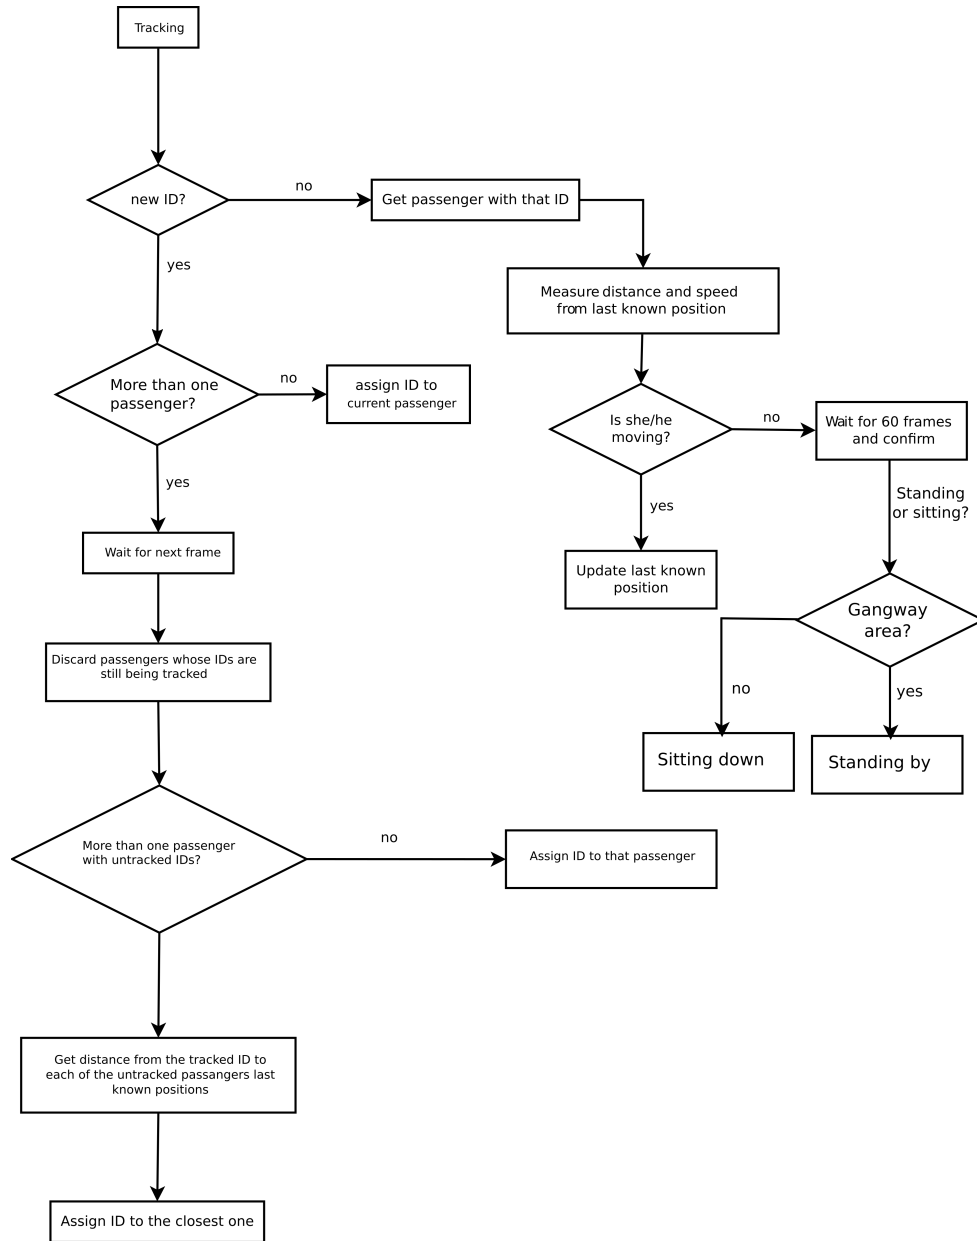 Tracking
new ID?
no
Get passenger with that ID
yes
Measure distance and speed
from last known position
More than one
passenger?
no
assign ID to
current passenger
Is she/he
moving?
no
Wait for 60 frames
and confirm
yes
yes
Standing
or sitting?
Wait for next frame
Update last known
position
Gangway
area?
Discard passengers whose IDs are
still being tracked
no
yes
Sitting down
Standing by
More than one passenger
with untracked IDs?
no
Assign ID to that passenger
Get distance from the tracked ID to
each of the untracked passangers last
known positions
Assign ID to the closest one